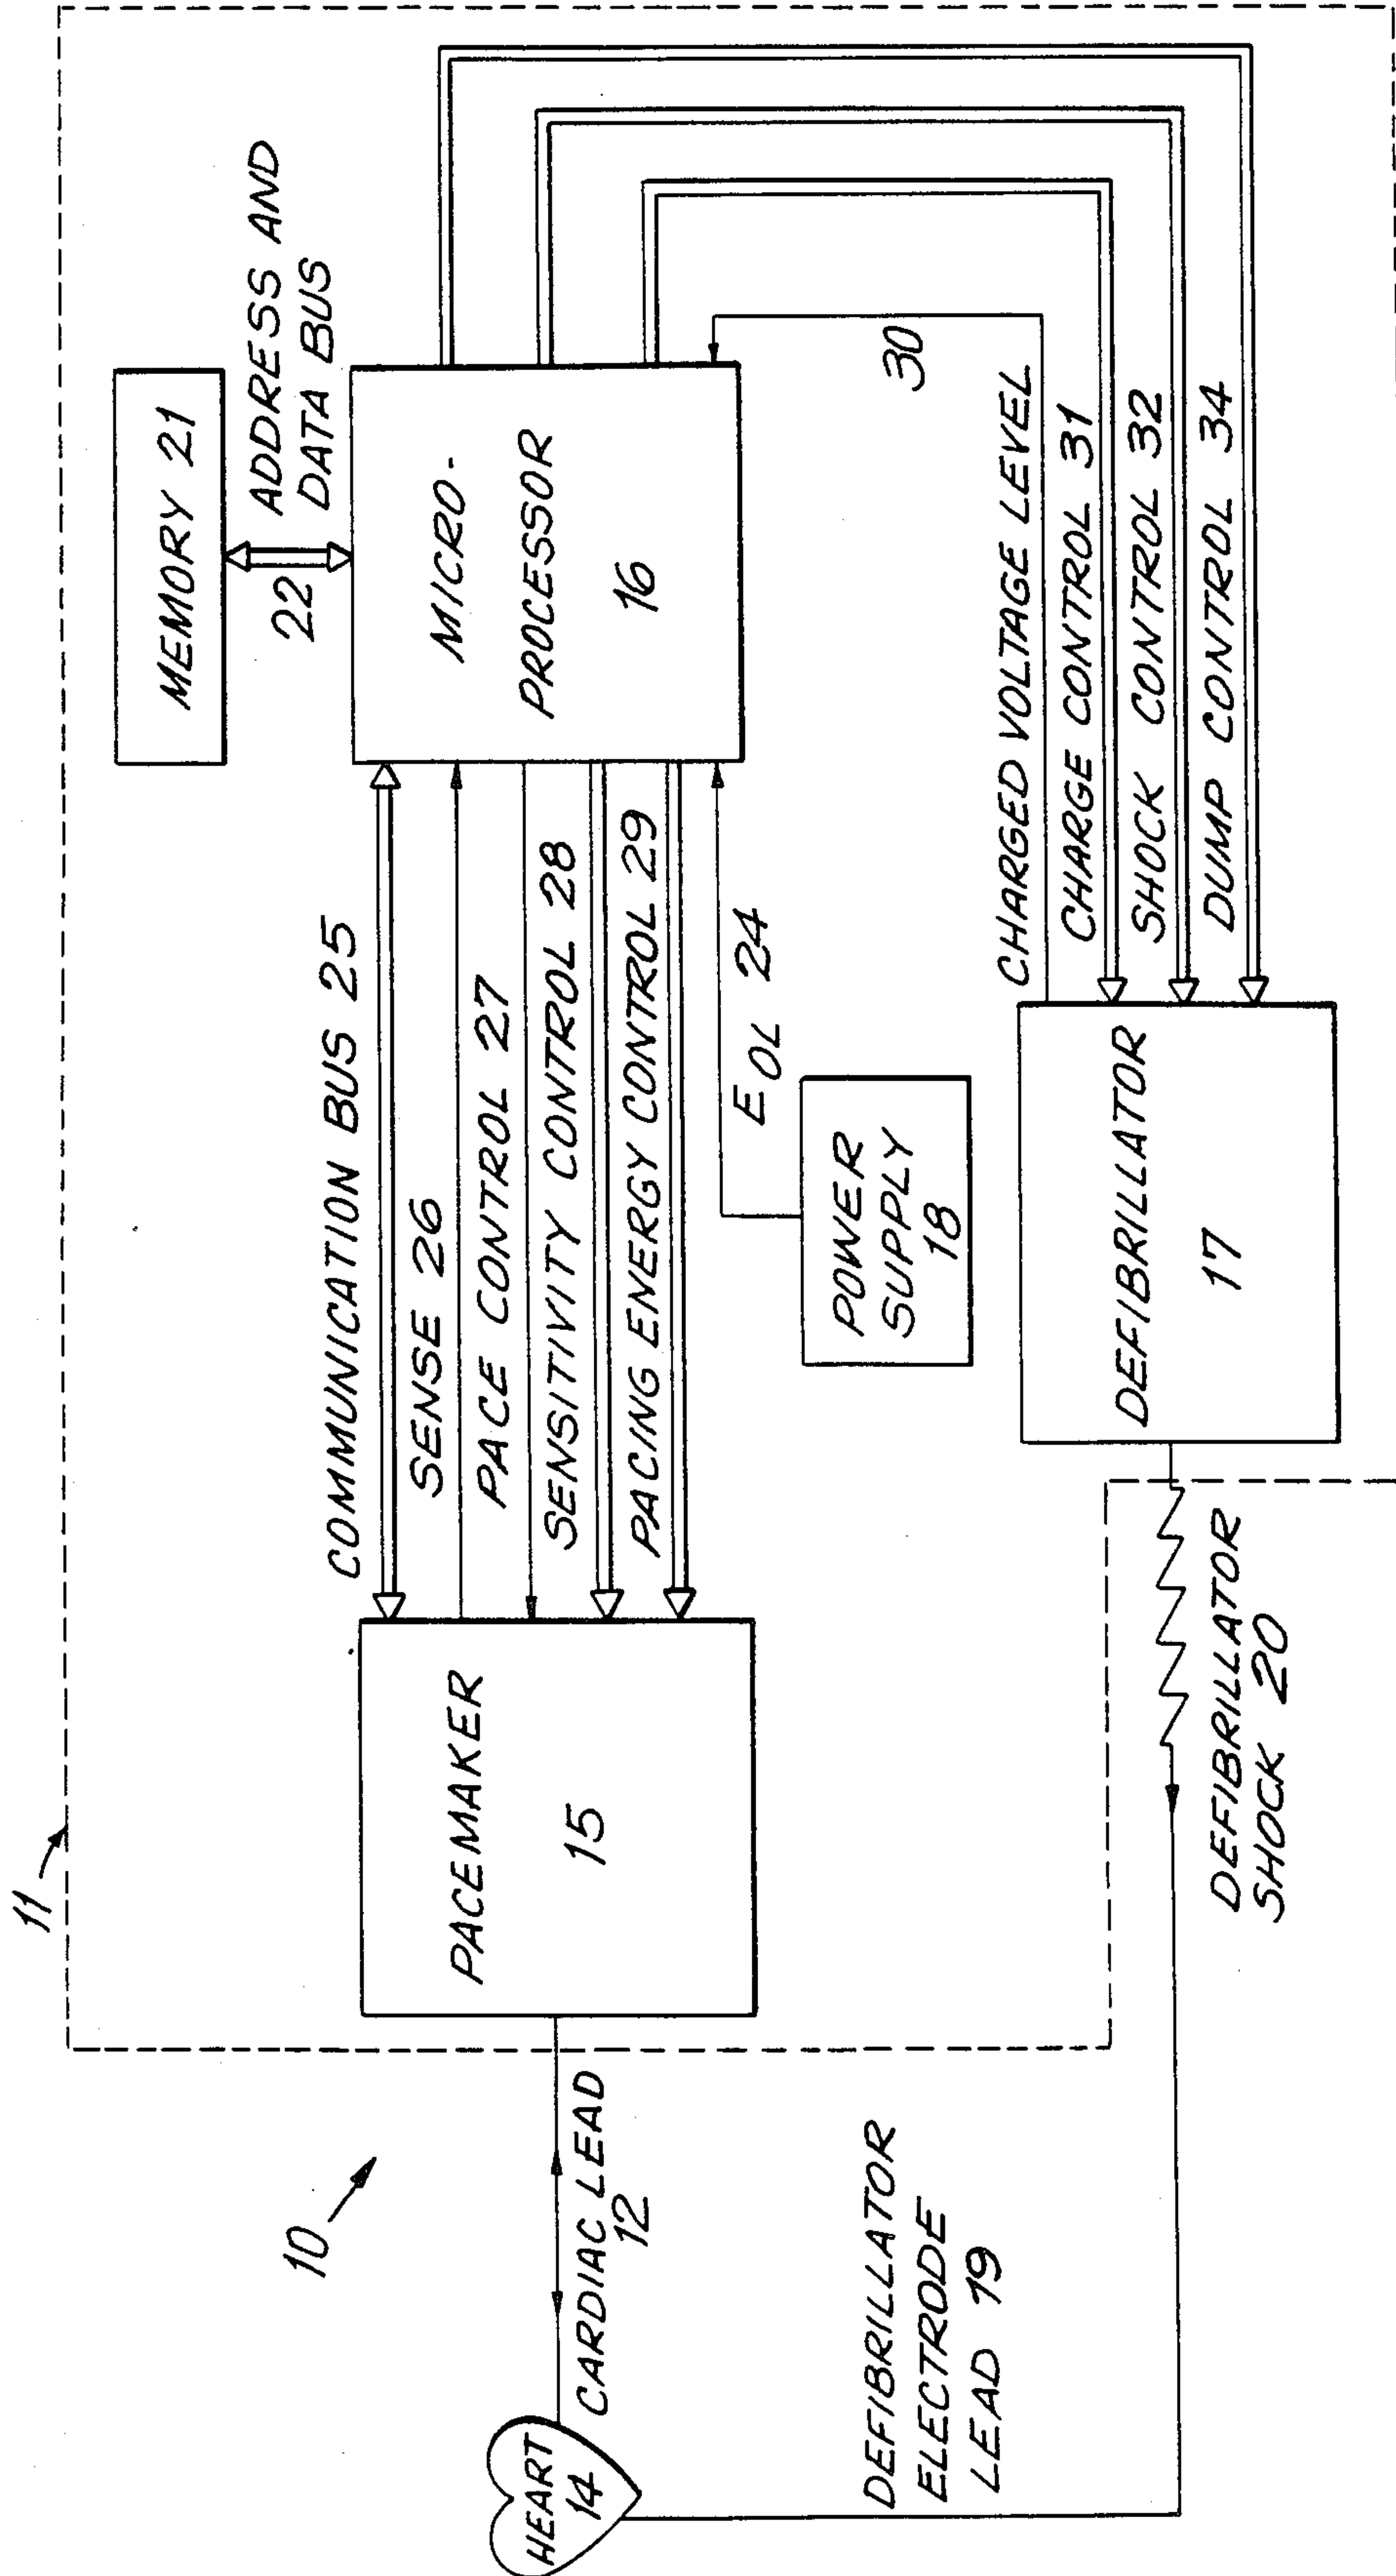 11
10
MEMORY 21
22
ADDRESS AND
DATA BUS
MICRO-
PROCESSOR
16
COMMUNICATION BUS 25
SENSE 26
PACE CONTROL 27
SENSITIVITY CONTROL 28
PACING ENERGY CONTROL 29
EOL 24
PACEMAKER
15
HEART
14
CARDIAC LEAD
12
POWER
SUPPLY
18
30
CHARGED VOLTAGE LEVEL
CHARGE CONTROL 31
SHOCK CONTROL 32
DUMP CONTROL 34
DEFIBRILLATOR
17
DEFIBRILLATOR
SHOCK 20
DEFIBRILLATOR
ELECTRODE
LEAD 19